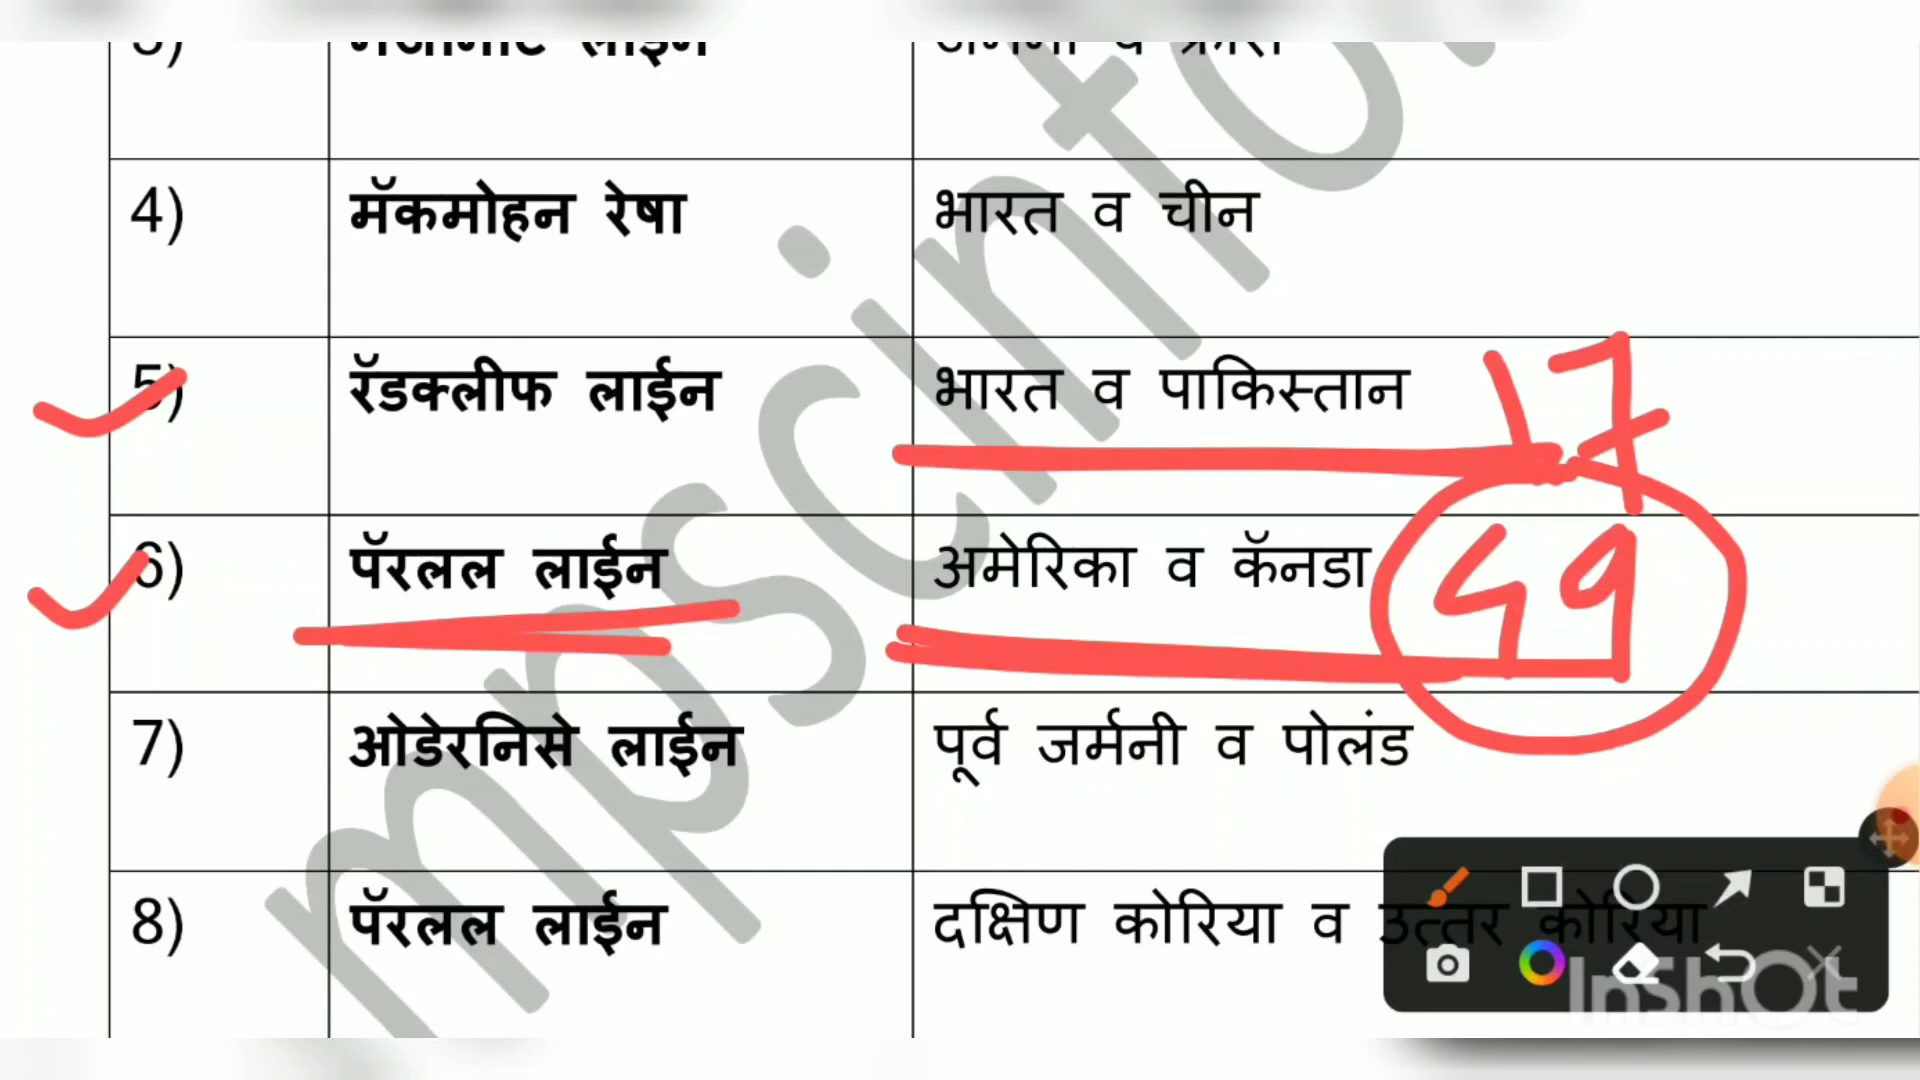 4) मॅकमोहन रेषा भारत व चीन
5) रॅडक्लीफ लाईन भारत व पाकिस्तान 17
6) पॅरलल लाईन अमेरिका व कॅनडा 49
7) ओडेरनिसे लाईन पूर्व जर्मनी व पोलंड
8) पॅरलल लाईन दक्षिण कोरिया व उत्तर कोरिया
mpscinfo
InShOt